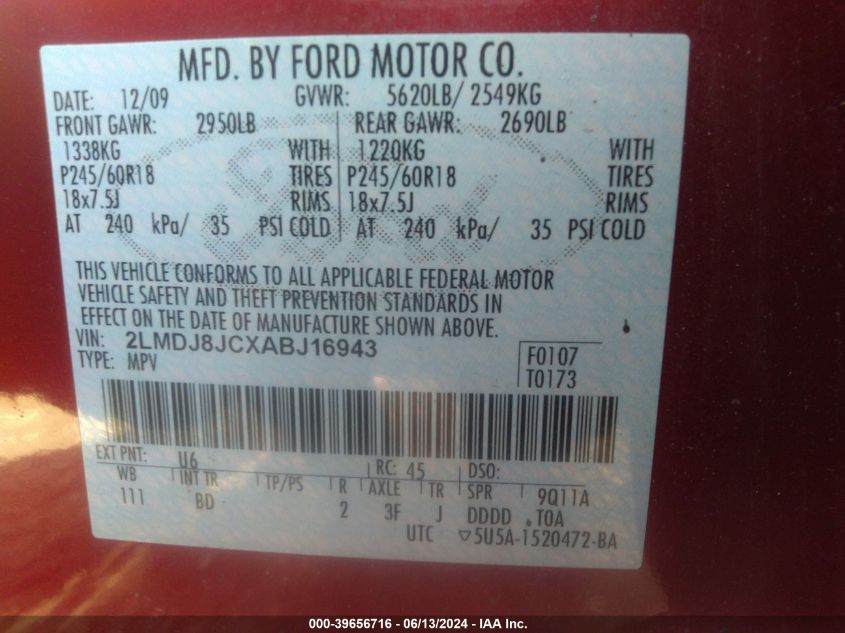 MFD. BY FORD MOTOR CO.
DATE: 12/09 GVWR: 5620LB/ 2549KG
FRONT GAWR: 2950LB REAR GAWR: 2690LB
1338KG WITH 1220KG WITH
P245/60R18 TIRES P245/60R18 TIRES
18x7.5J RIMS 18x7.5J RIMS
AT 240 kPa/ 35 PSI COLD AT 240 kPa/ 35 PSI COLD
THIS VEHICLE CONFORMS TO ALL APPLICABLE FEDERAL MOTOR
VEHICLE SAFETY AND THEFT PREVENTION STANDARDS IN
EFFECT ON THE DATE OF MANUFACTURE SHOWN ABOVE.
VIN: 2LMDJ8JCXABJ16943
TYPE: MPV
F0107
T0173
EXT PNT: U6 RC: 45 DSO:
WB INT TR TP/PS R AXLE TR SPR 9Q11A
111 BD 2 3F J DDDD .TOA
UTC ▽5U5A-1520472-BA
000-39656716 - 06/13/2024 - IAA Inc.